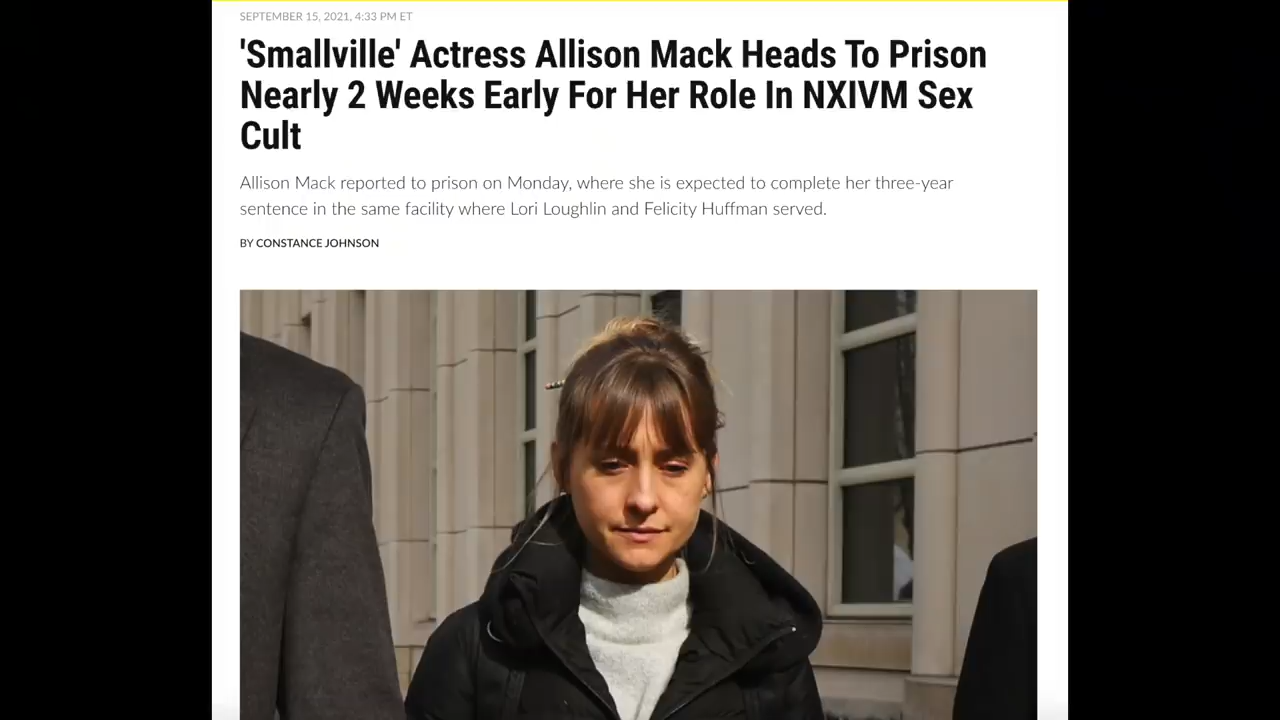 SEPTEMBER 15, 2021, 4:33 PM ET
'Smallville' Actress Allison Mack Heads To Prison
Nearly 2 Weeks Early For Her Role In NXIVM Sex
Cult
Allison Mack reported to prison on Monday, where she is expected to complete her three-year
sentence in the same facility where Lori Loughlin and Felicity Huffman served.
BY CONSTANCE JOHNSON